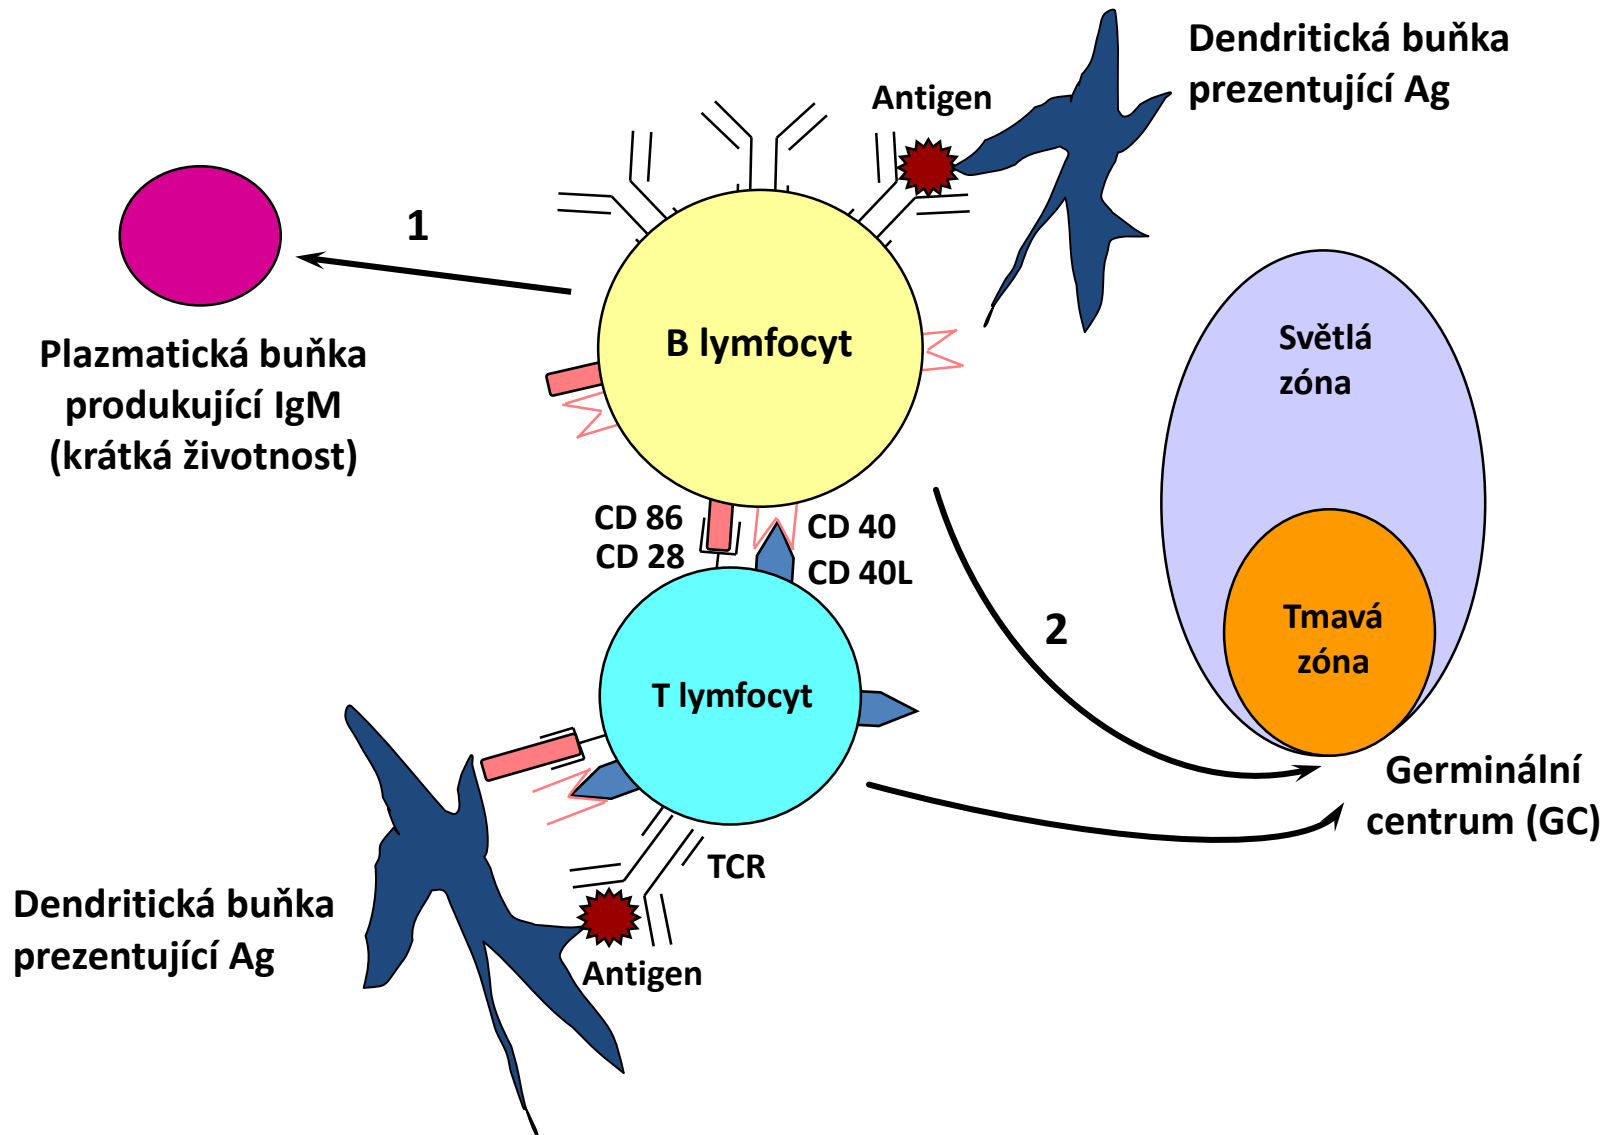 Dendritická buňka
prezentující Ag
Antigen
1
B lymfocyt
Světlá
zóna
Plazmatická buňka
produkující IgM
(krátká životnost)
CD 86
CD 28
CD 40
CD 40L
2
Tmavá
zóna
T lymfocyt
Germinální
centrum (GC)
TCR
Dendritická buňka
prezentující Ag
Antigen